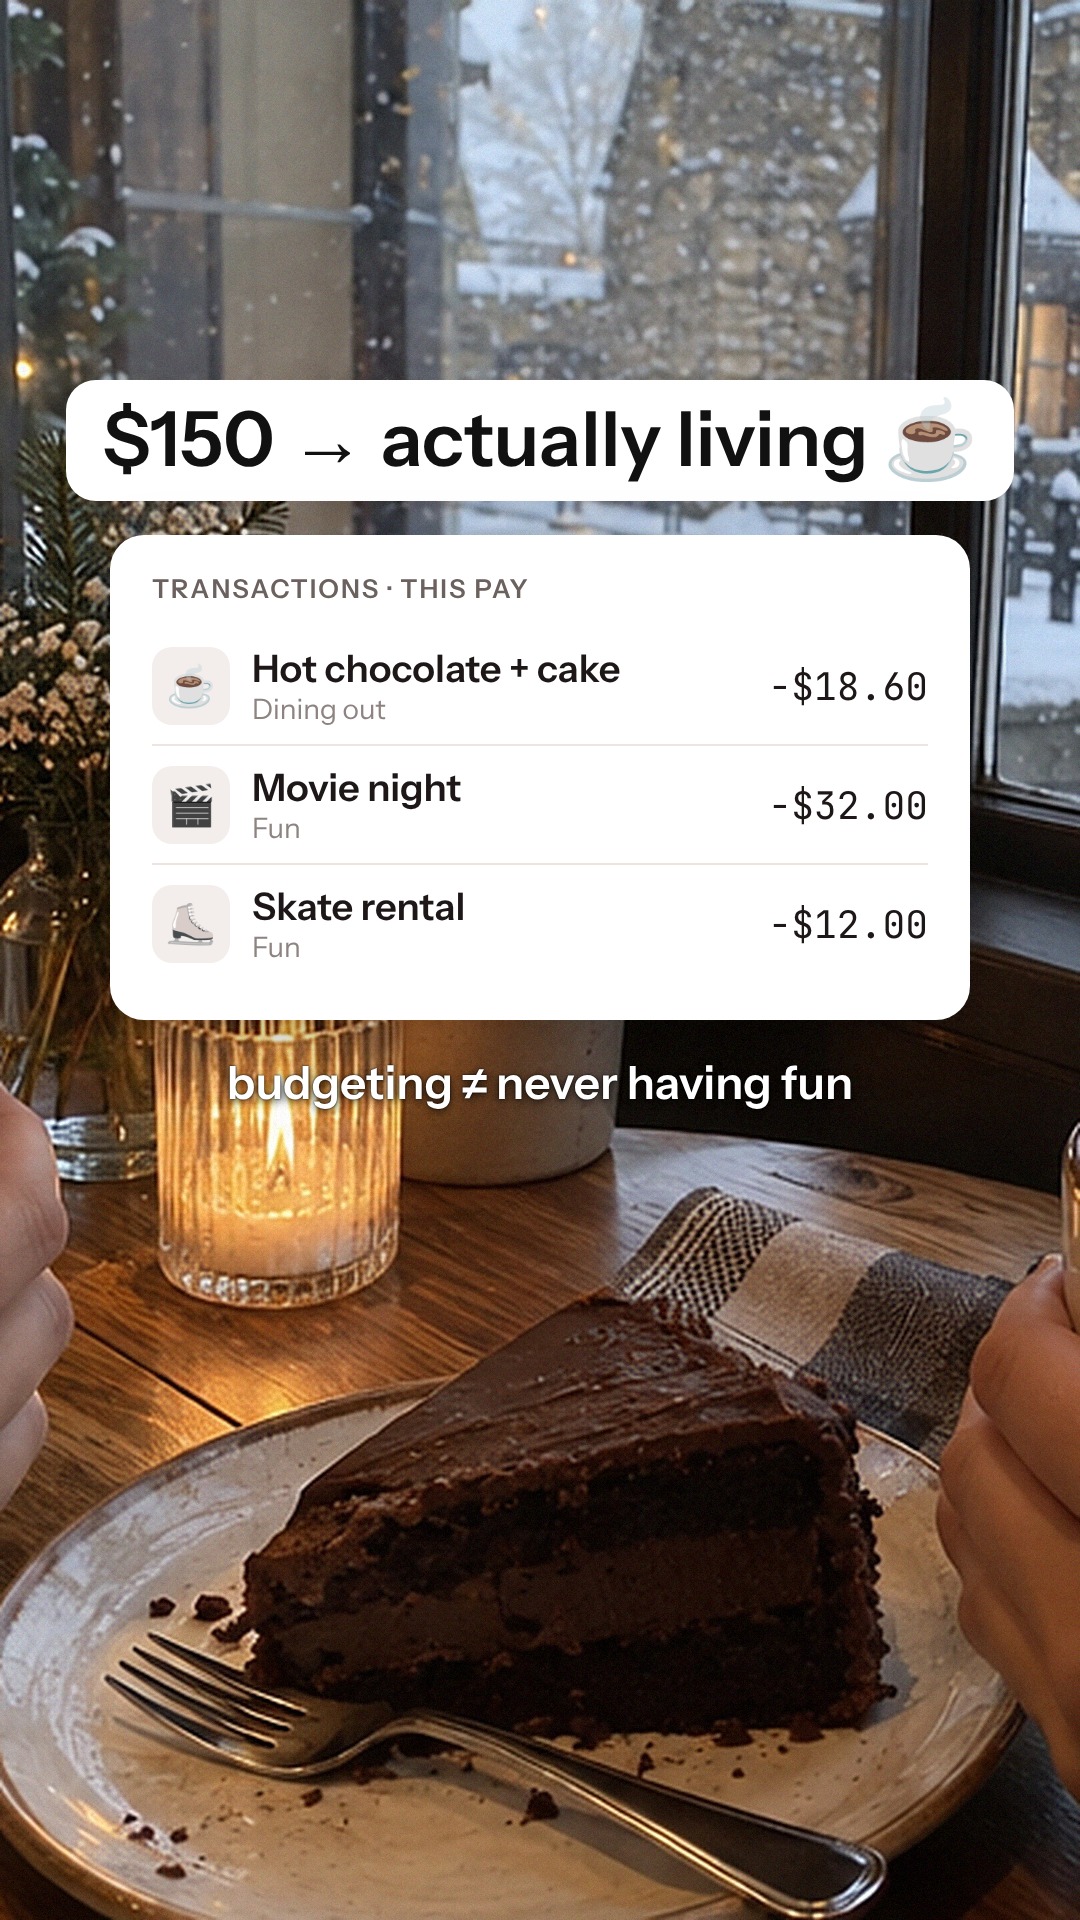 $150 → actually living ☕
TRANSACTIONS · THIS PAY
Hot chocolate + cake
Dining out
-$18.60
Movie night
Fun
-$32.00
Skate rental
Fun
-$12.00
budgeting ≠ never having fun